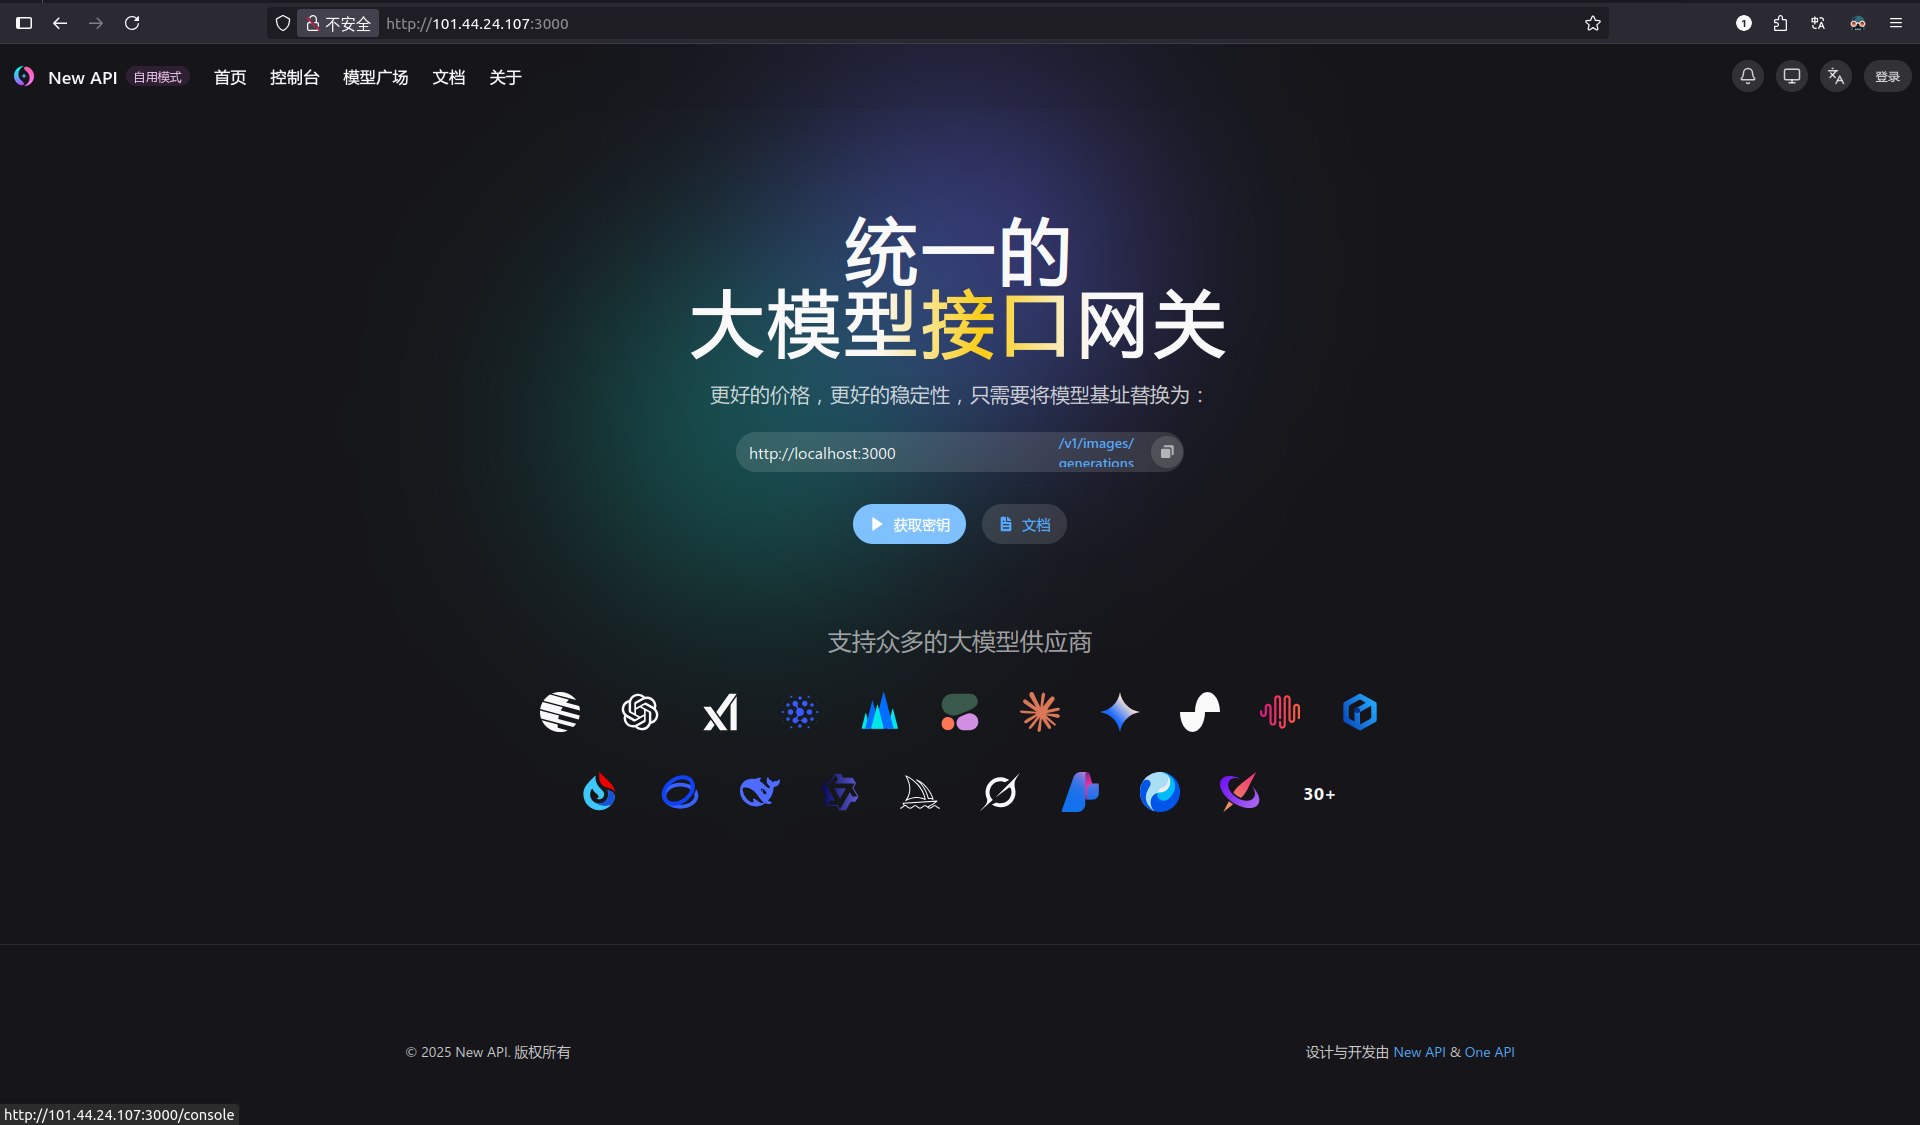 不安全 http://101.44.24.107:3000
1
New API 自用模式 首页 控制台 模型广场 文档 关于
登录
统一的
大模型接口网关
更好的价格，更好的稳定性，只需要将模型基址替换为：
http://localhost:3000
/v1/images/
generations
获取密钥 文档
支持众多的大模型供应商
30+
© 2025 New API. 版权所有
设计与开发由 New API & One API
http://101.44.24.107:3000/console